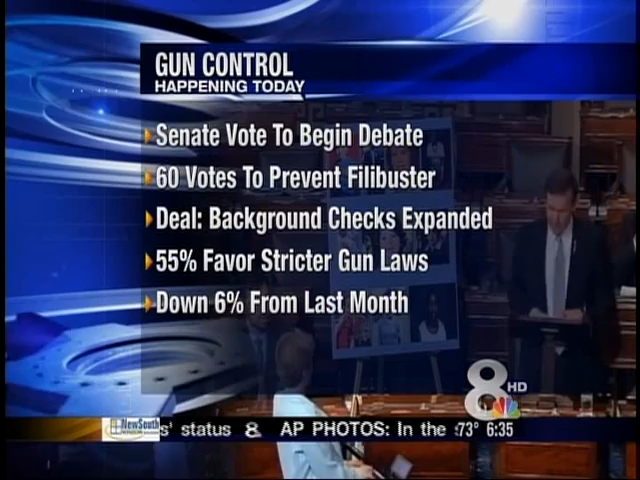 GUN CONTROL
HAPPENING TODAY
Senate Vote To Begin Debate
60 Votes To Prevent Filibuster
Deal: Background Checks Expanded
55% Favor Stricter Gun Laws
Down 6% From Last Month
8 HD
NewSouth s' status 8 AP PHOTOS: In the 73° 6:35